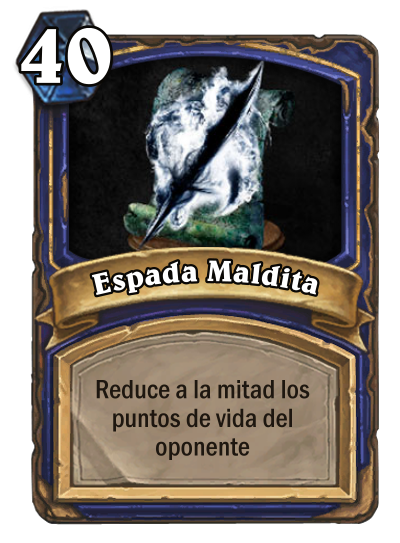 40
Espada Maldita
Reduce a la mitad los
puntos de vida del
oponente